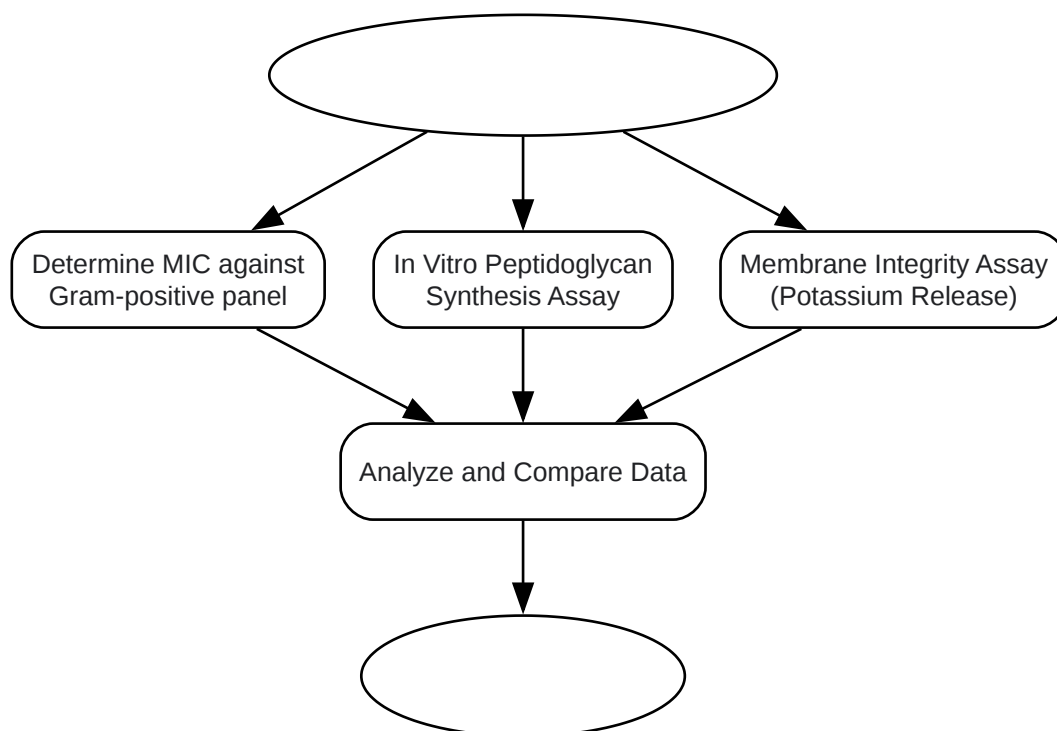 Determine MIC against
Gram-positive panel
In Vitro Peptidoglycan
Synthesis Assay
Membrane Integrity Assay
(Potassium Release)
Analyze and Compare Data